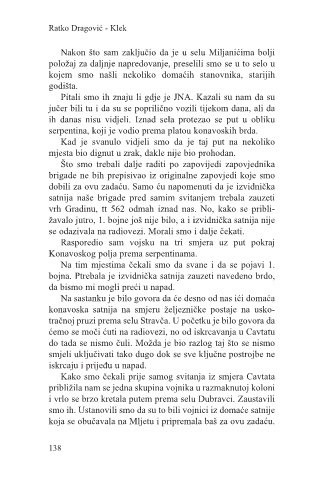 Ratko Dragović - Klek
Nakon što sam zaključio da je u selu Miljanićima bolji
položaj za daljnje napredovanje, preselili smo se u to selo u
kojem smo našli nekoliko domaćih stanovnika, starijih
godišta.
Pitali smo ih znaju li gdje je JNA. Kazali su nam da su
jučer bili tu i da su se popriličo vozili tijekom dana, ali da
ih danas nisu vidjeli. Iznad sela protezao se put u obliku
serpentina, koji je vodio prema platou konavoskih brda.
Kad je svanulo vidjeli smo da je taj put na nekoliko
mjesta bio dignut u zrak, dakle nije bio prohodan.
Što smo trebali dalje raditi po zapovijedi zapovjednika
brigade ne bih prepisivao iz originalne zapovjedi koje smo
dobili za ovu zadaću. Samo ću napomenuti da je izvidnička
satnija naše brigade pred samim svitanjem trebala zauzeti
vrh Gradinu, tt 562 odmah iznad nas. No, kako se približavalo
jutro, 1. bojne još nije bilo, a i izviđačka satnija nije
se odazivala na radiovezi. Morali smo i dalje čekati.
Rasporedio sam vojsku na tri smjera uz put pokraj
Konavoskog polja prema serpentinama.
Na tim mjestima čekali smo da svane i da se pojavi 1.
bojna. Ptrebala je izvidnička satnija zauzeti navedeno brdo,
da bismo mi mogli preći u napad.
Na sastanku je bilo govora da će desno od nas ići domaća
konavoska satnija na smjeru željezničke postaje na usko-
tračnoj pruzi prema selu Stravča. U početku je bilo govora da
ćemo se moći ćuti na radiovezi, no od iskrcavanja u Cavtatu
do tada se nismo čuli. Možda je bio razlog taj što se nismo
smjeli uključivati tako dugo dok se sve ključne postrojbe ne
iskrcaju i prijeđu u napad.
Kako smo čekali prije samog svitanja iz smjera Cavtata
približila nam se jedna skupina vojnika u razmaknutoj koloni
i vrlo se brzo kretala putem prema selu Dubravci. Zaustavili
smo ih. Ustanovili smo da su to bili vojnici iz domaće satnije
koja se obučavala na Mljetu i pripremala baš za ovu zadaću.
138